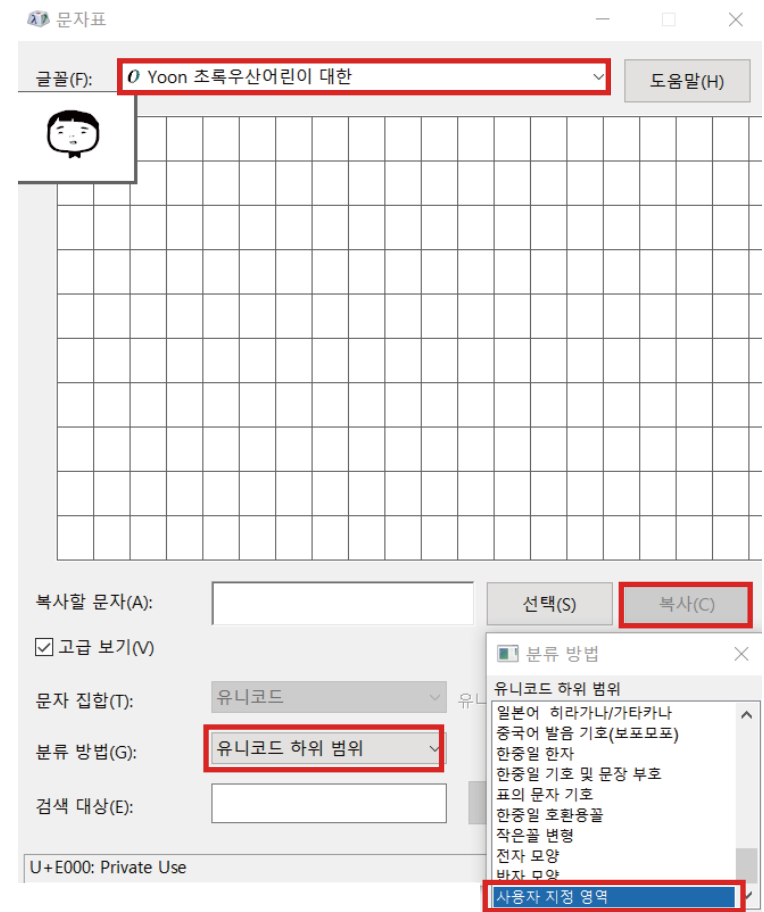 문자표
글꼴(F): Yoon 초록우산어린이 대한 도움말(H)
복사할 문자(A): 선택(S) 복사(C)
고급 보기(V)
문자 집합(T): 유니코드
분류 방법(G): 유니코드 하위 범위
검색 대상(E):
U+E000: Private Use
분류 방법
유니코드 하위 범위
일본어 히라가나/가타카나
중국어 발음 기호(보포모포)
한중일 한자
한중일 기호 및 문장 부호
표의 문자 기호
한중일 호환용꼴
작은꼴 변형
전자 모양
반자 모양
사용자 지정 영역